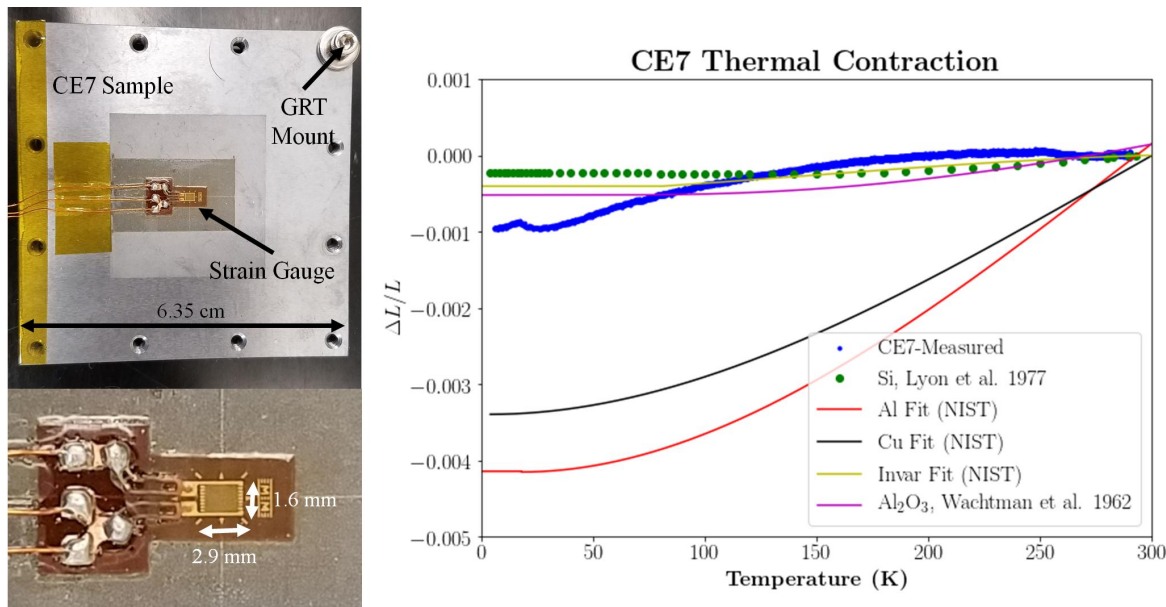 CE7 Sample
GRT
Mount
Strain Gauge
6.35 cm
1.6 mm
2.9 mm
CE7 Thermal Contraction
0.001
0.000
−0.001
−0.002
−0.003
−0.004
−0.005
ΔL/L
CE7-Measured
Si, Lyon et al. 1977
Al Fit (NIST)
Cu Fit (NIST)
Invar Fit (NIST)
Al₂O₃, Wachtman et al. 1962
0 50 100 150 200 250 300
Temperature (K)